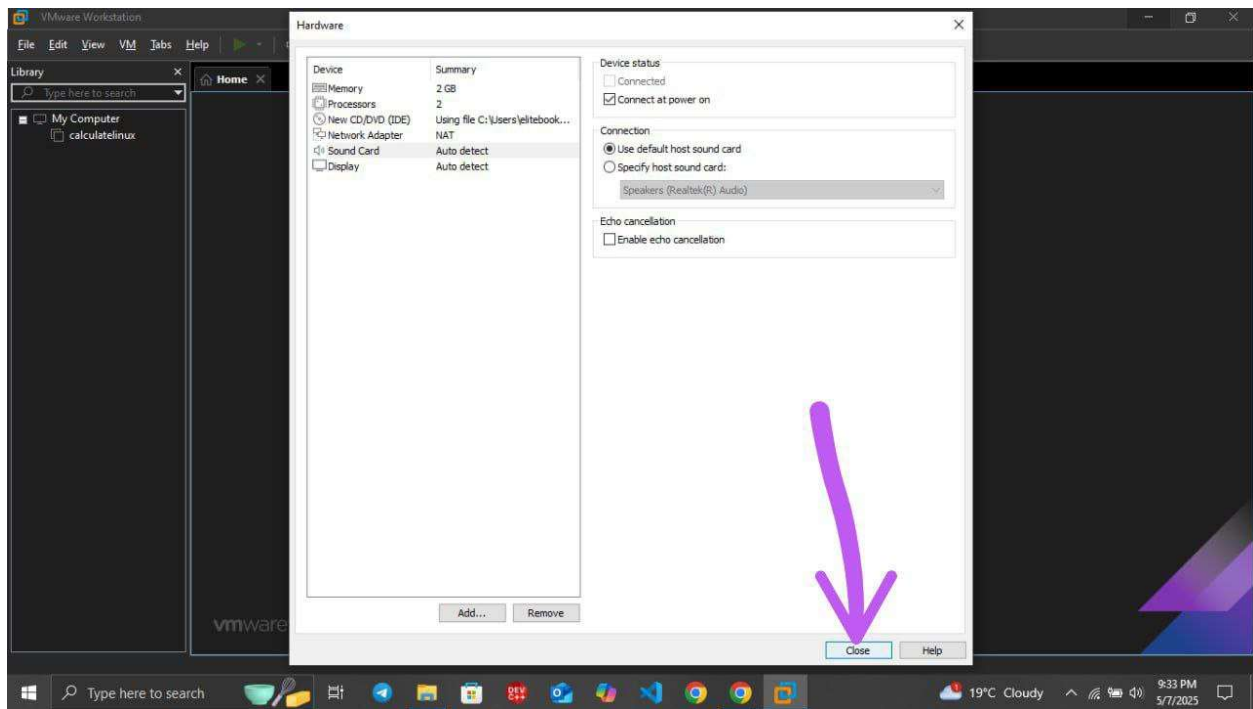 VMware Workstation
File Edit View VM Tabs Help
Library
Type here to search
Home
My Computer
calculatelinux
vmware
Hardware
Device Summary
Memory 2 GB
Processors 2
New CD/DVD (IDE) Using file C:\Users\elitebook...
Network Adapter NAT
Sound Card Auto detect
Display Auto detect
Add... Remove
Device status
Connected
Connect at power on
Connection
Use default host sound card
Specify host sound card:
Speakers (Realtek(R) Audio)
Echo cancellation
Enable echo cancellation
Close Help
Type here to search
DEV
C++
19°C Cloudy
9:33 PM
5/7/2025